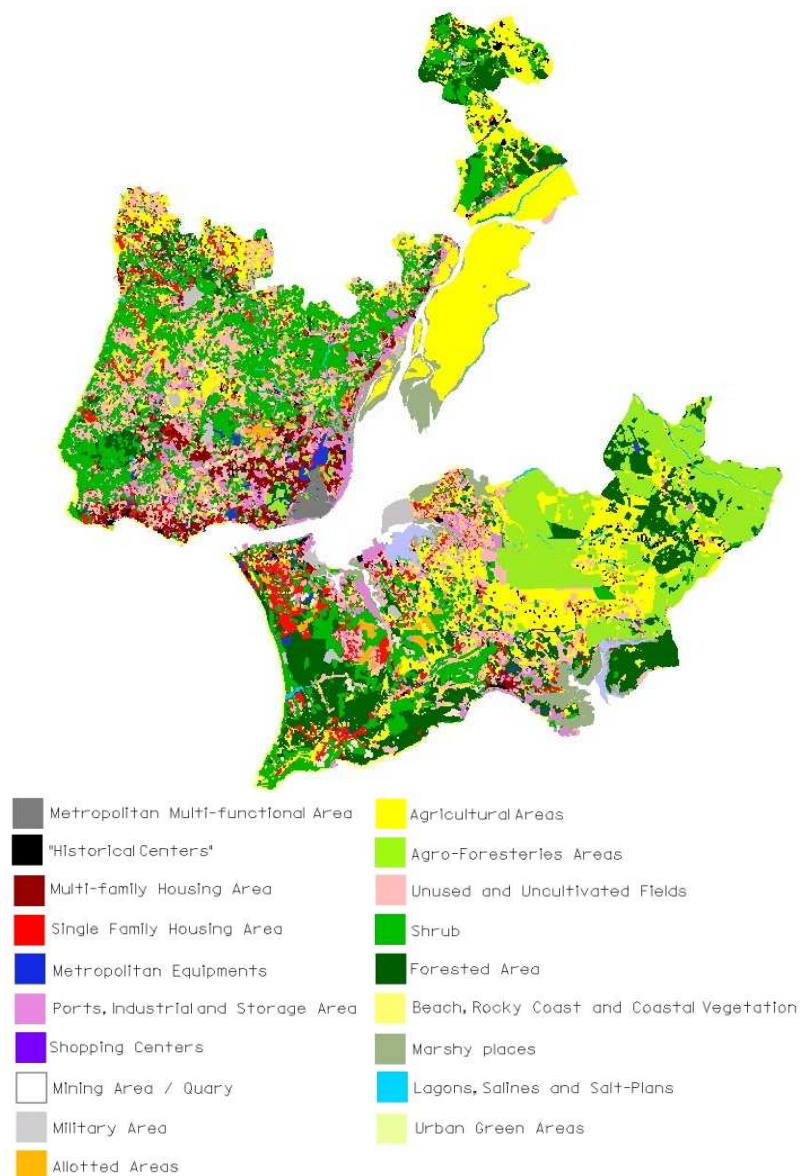 Metropolitan Multi-functional Area
"Historical Centers"
Multi-family Housing Area
Single Family Housing Area
Metropolitan Equipments
Ports, Industrial and Storage Area
Shopping Centers
Mining Area / Quary
Military Area
Allotted Areas
Agricultural Areas
Agro-Foresteries Areas
Unused and Uncultivated Fields
Shrub
Forested Area
Beach, Rocky Coast and Coastal Vegetation
Marshy places
Lagons, Salines and Salt-Plans
Urban Green Areas